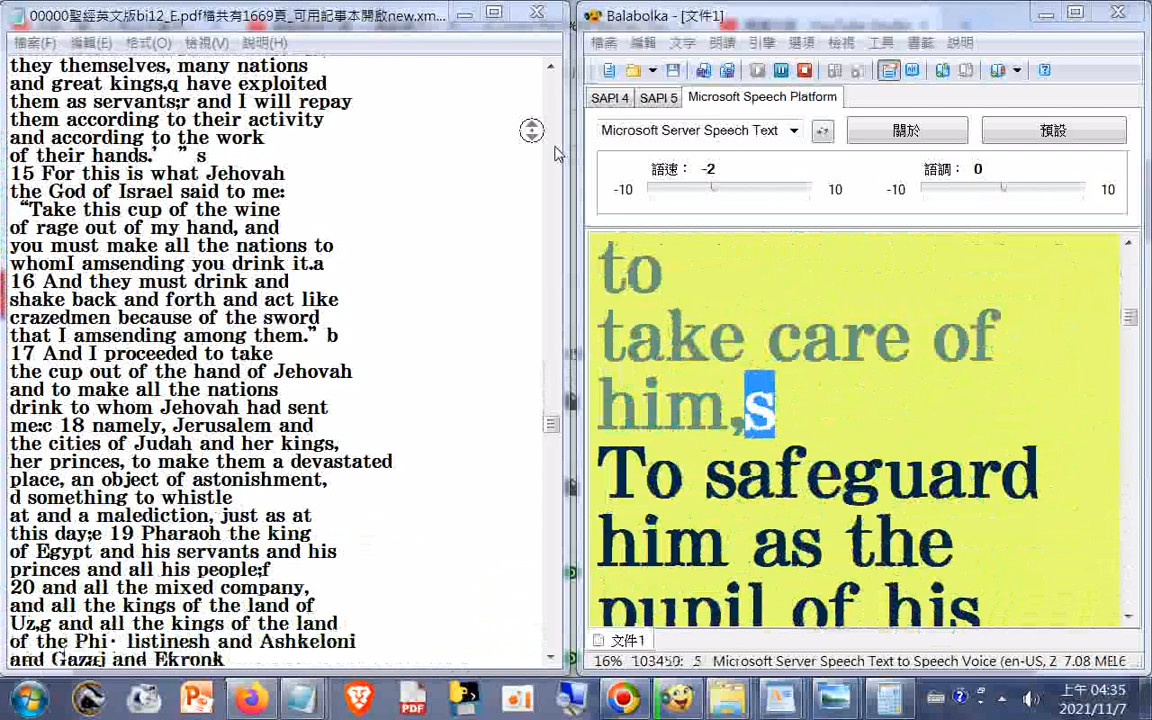 00000聖經英文版bi12_E.pdf檔共有1669頁_可用記事本開啟new.xm...
檔案(F) 編輯(E) 格式(O) 檢視(V) 說明(H)
they themselves, many nations
and great kings,q have exploited
them as servants;r and I will repay
them according to their activity
and according to the work
of their hands.’ ” s
15 For this is what Jehovah
the God of Israel said to me:
“Take this cup of the wine
of rage out of my hand, and
you must make all the nations to
whomI amsending you drink it.a
16 And they must drink and
shake back and forth and act like
crazedmen because of the sword
that I amsending among them.” b
17 And I proceeded to take
the cup out of the hand of Jehovah
and to make all the nations
drink to whom Jehovah had sent
me:c 18 namely, Jerusalem and
the cities of Judah and her kings,
her princes, to make them a devastated
place, an object of astonishment,
d something to whistle
at and a malediction, just as at
this day;e 19 Pharaoh the king
of Egypt and his servants and his
princes and all his people;f
20 and all the mixed company,
and all the kings of the land of
Uz,g and all the kings of the land
of the Phi· listinesh and Ashkeloni
and Gazaj and Ekronk
Balabolka - [文件1]
檔案 編輯 文字 朗讀 引擎 選項 檢視 工具 書籤 說明
SAPI 4 SAPI 5 Microsoft Speech Platform
Microsoft Server Speech Text 關於 預設
語速： -2 語調： 0
-10 10 -10 10
to
take care of
him,s
To safeguard
him as the
pupil of his
文件1
16% Microsoft Server Speech Text to Speech Voice (en-US, Z 7.08 ME
上午 04:35
2021/11/7